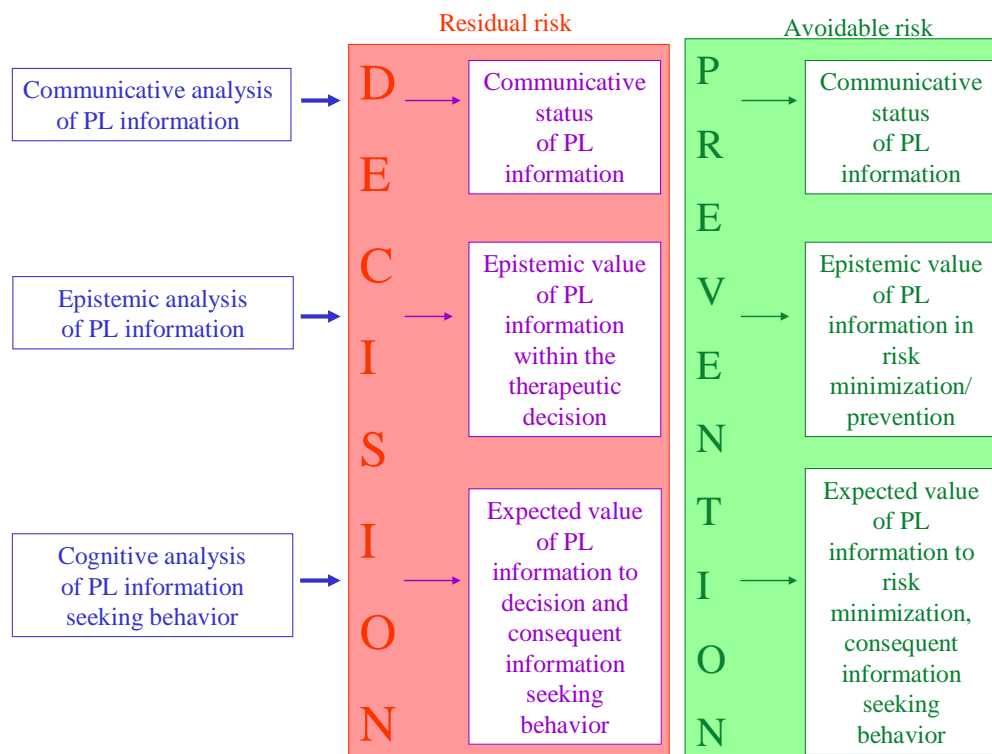 Residual risk
Avoidable risk
Communicative analysis
of PL information
Epistemic analysis
of PL information
Cognitive analysis
of PL information
seeking behavior
D
E
C
I
S
I
O
N
Communicative
status
of PL
information
Epistemic value
of PL
information
within the
therapeutic
decision
Expected value
of PL
information to
decision and
consequent
information
seeking
behavior
P
R
E
V
E
N
T
I
O
N
Communicative
status
of PL
information
Epistemic value
of PL
information in
risk
minimization/
prevention
Expected value
of PL
information to
risk
minimization,
consequent
information
seeking
behavior